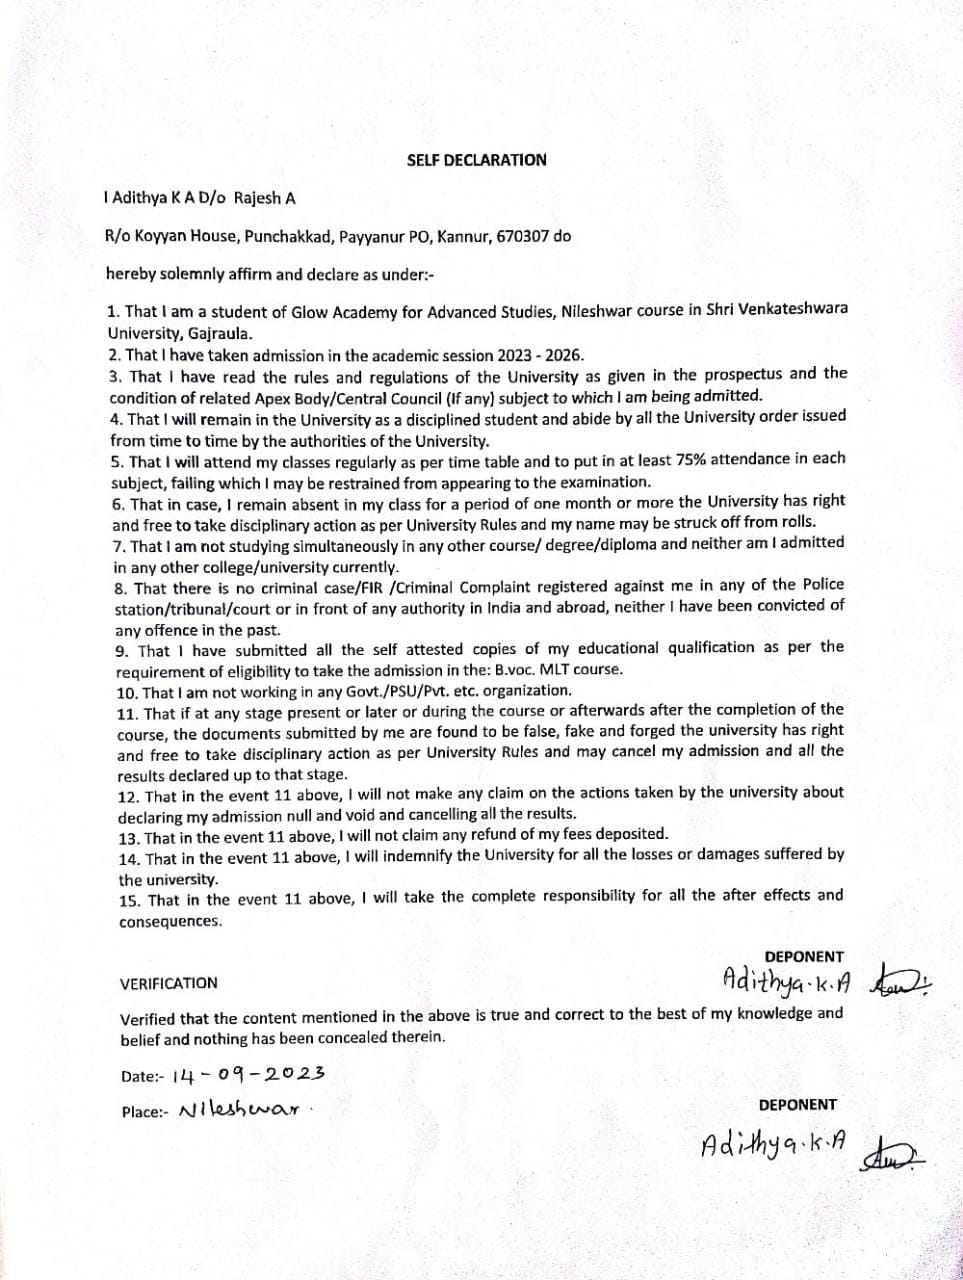 SELF DECLARATION
I Adithya K A D/o Rajesh A
R/o Koyyan House, Punchakkad, Payyanur PO, Kannur, 670307 do
hereby solemnly affirm and declare as under:-
1. That I am a student of Glow Academy for Advanced Studies, Nileshwar course in Shri Venkateshwara
University, Gajraula.
2. That I have taken admission in the academic session 2023 - 2026.
3. That I have read the rules and regulations of the University as given in the prospectus and the
condition of related Apex Body/Central Council (If any) subject to which I am being admitted.
4. That I will remain in the University as a disciplined student and abide by all the University order issued
from time to time by the authorities of the University.
5. That I will attend my classes regularly as per time table and to put in at least 75% attendance in each
subject, failing which I may be restrained from appearing to the examination.
6. That in case, I remain absent in my class for a period of one month or more the University has right
and free to take disciplinary action as per University Rules and my name may be struck off from rolls.
7. That I am not studying simultaneously in any other course/ degree/diploma and neither am I admitted
in any other college/university currently.
8. That there is no criminal case/FIR /Criminal Complaint registered against me in any of the Police
station/tribunal/court or in front of any authority in India and abroad, neither I have been convicted of
any offence in the past.
9. That I have submitted all the self attested copies of my educational qualification as per the
requirement of eligibility to take the admission in the: B.voc. MLT course.
10. That I am not working in any Govt./PSU/Pvt. etc. organization.
11. That if at any stage present or later or during the course or afterwards after the completion of the
course, the documents submitted by me are found to be false, fake and forged the university has right
and free to take disciplinary action as per University Rules and may cancel my admission and all the
results declared up to that stage.
12. That in the event 11 above, I will not make any claim on the actions taken by the university about
declaring my admission null and void and cancelling all the results.
13. That in the event 11 above, I will not claim any refund of my fees deposited.
14. That in the event 11 above, I will indemnify the University for all the losses or damages suffered by
the university.
15. That in the event 11 above, I will take the complete responsibility for all the after effects and
consequences.
DEPONENT
Adithya.K.A
VERIFICATION
Verified that the content mentioned in the above is true and correct to the best of my knowledge and
belief and nothing has been concealed therein.
Date:- 14-09-2023
Place:- Nileshwar.
DEPONENT
Adithya.K.A